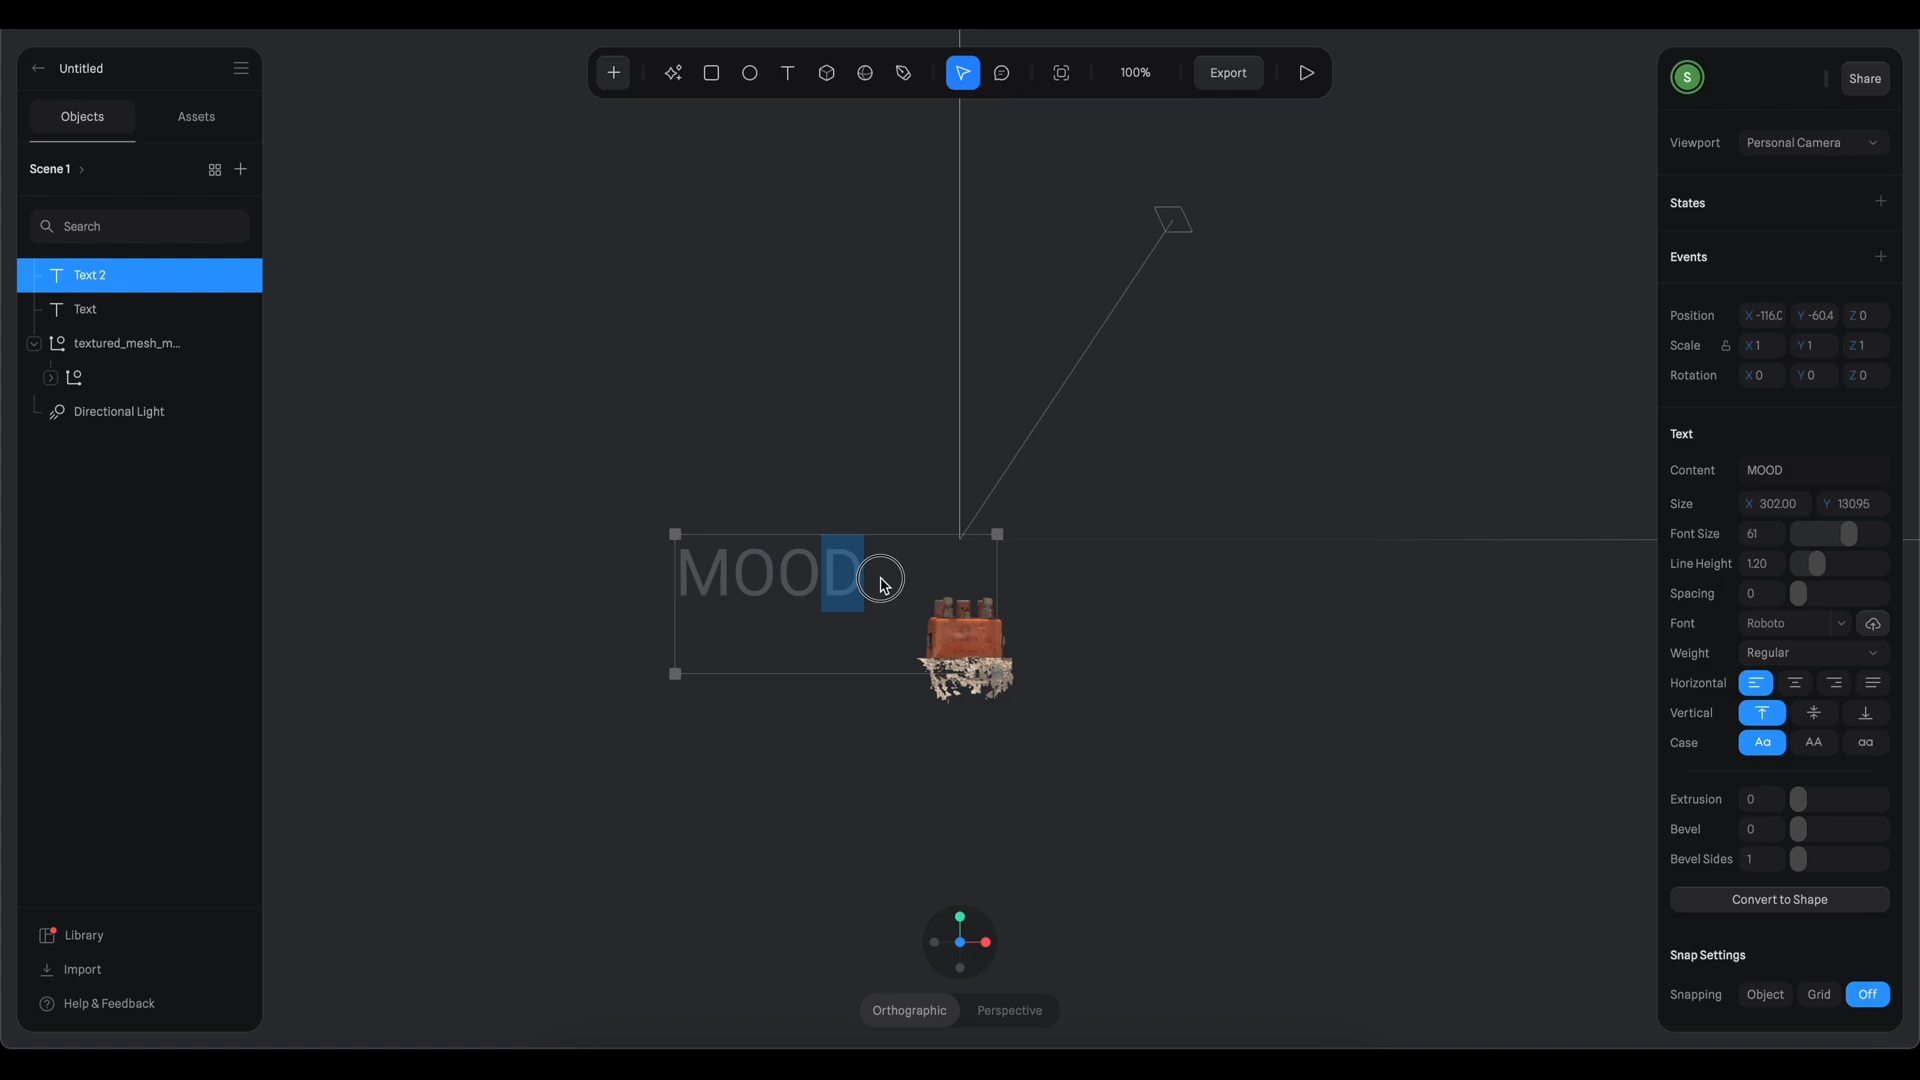 Untitled
100%
Export
S
Share
Objects
Assets
Scene 1
Search
Text 2
Text
textured_mesh_m...
Directional Light
Library
Import
Help & Feedback
MOOD
Orthographic
Perspective
Viewport
Personal Camera
States
Events
Position X -116.0 Y -60.4 Z 0
Scale X 1 Y 1 Z 1
Rotation X 0 Y 0 Z 0
Text
Content MOOD
Size X 302.00 Y 130.95
Font Size 61
Line Height 1.20
Spacing 0
Font Roboto
Weight Regular
Horizontal
Vertical
Case Aa AA aa
Extrusion 0
Bevel 0
Bevel Sides 1
Convert to Shape
Snap Settings
Snapping Object Grid Off